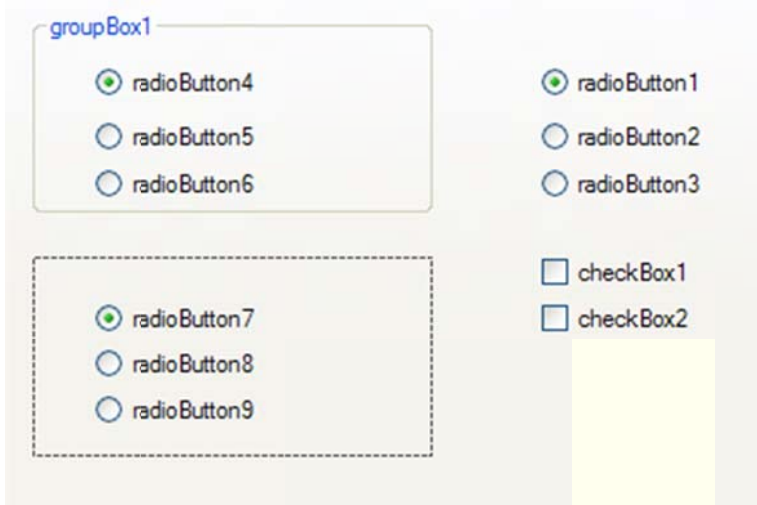 groupBox1
radioButton4
radioButton5
radioButton6
radioButton1
radioButton2
radioButton3
radioButton7
radioButton8
radioButton9
checkBox1
checkBox2